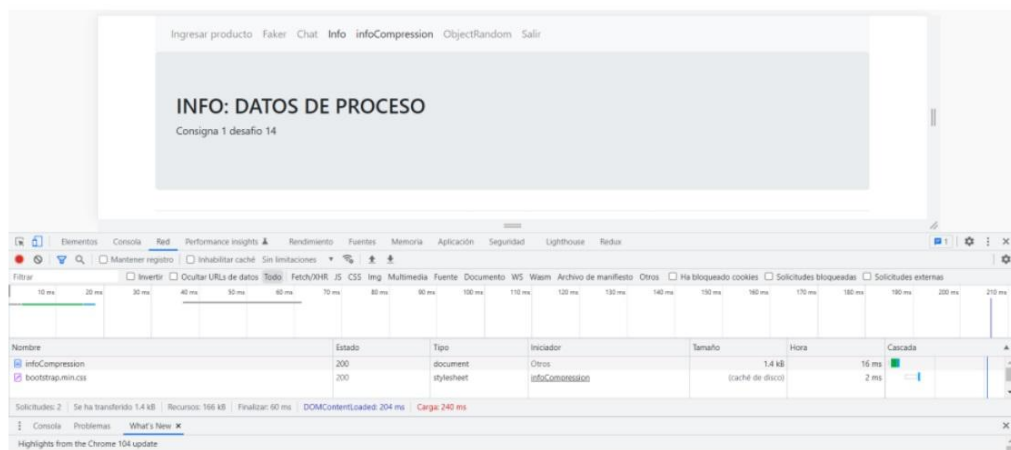 Ingresar producto Faker Chat Info infoCompression ObjectRandom Salir
INFO: DATOS DE PROCESO
Consigna 1 desafio 14
Elementos Consola Red Performance insights Rendimiento Fuentes Memoria Aplicación Seguridad Lighthouse Redux 1
Mantener registro Inhabilitar caché Sin limitaciones
Filtrar Invertir Ocultar URLs de datos Todo Fetch/XHR JS CSS Img Multimedia Fuente Documento WS Wasm Archivo de manifiesto Otros Ha bloqueado cookies Solicitudes bloqueadas Solicitudes externas
10 ms 20 ms 30 ms 40 ms 50 ms 60 ms 70 ms 80 ms 90 ms 100 ms 110 ms 120 ms 130 ms 140 ms 150 ms 160 ms 170 ms 180 ms 190 ms 200 ms 210 ms
Nombre Estado Tipo Iniciador Tamaño Hora Cascada
infoCompression 200 document Otros 1.4 kB 16 ms
bootstrap.min.css 200 stylesheet infoCompression (caché de disco) 2 ms
Solicitudes: 2 Se ha transferido 1.4 kB Recursos: 166 kB Finalizar: 60 ms DOMContentLoaded: 204 ms Carga: 240 ms
Consola Problemas What's New
Highlights from the Chrome 104 update